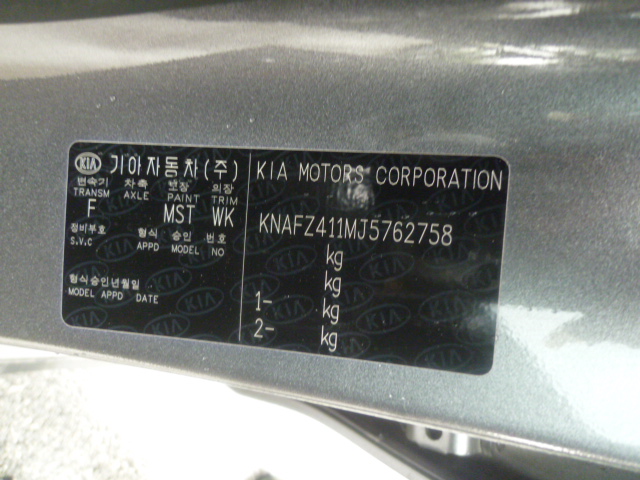 KIA 기아자동차(주)
변속기 차축 외장 의장
TRANSM AXLE PAINT TRIM
F MST WK
정비부호 형식 승인 번호
S.V.C APPD MODEL NO
형식승인년월일
MODEL APPD DATE
KIA MOTORS CORPORATION
KNAFZ411MJ5762758
kg
kg
1- kg
2- kg